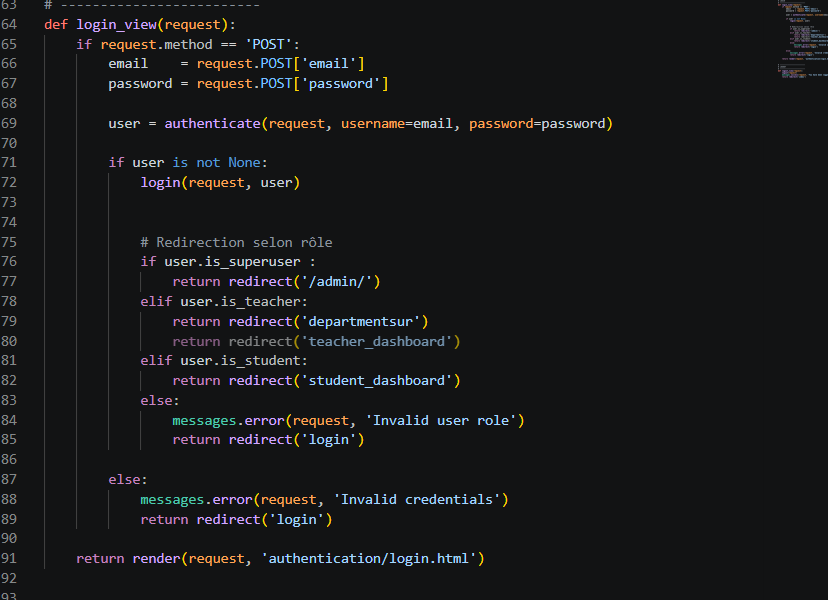 63 # -------------------------
64 def login_view(request):
65     if request.method == 'POST':
66         email    = request.POST['email']
67         password = request.POST['password']
68
69         user = authenticate(request, username=email, password=password)
70
71         if user is not None:
72             login(request, user)
73
74
75             # Redirection selon rôle
76             if user.is_superuser :
77                 return redirect('/admin/')
78             elif user.is_teacher:
79                 return redirect('departmentsur')
80                 return redirect('teacher_dashboard')
81             elif user.is_student:
82                 return redirect('student_dashboard')
83             else:
84                 messages.error(request, 'Invalid user role')
85                 return redirect('login')
86
87         else:
88             messages.error(request, 'Invalid credentials')
89             return redirect('login')
90
91     return render(request, 'authentication/login.html')
92
93